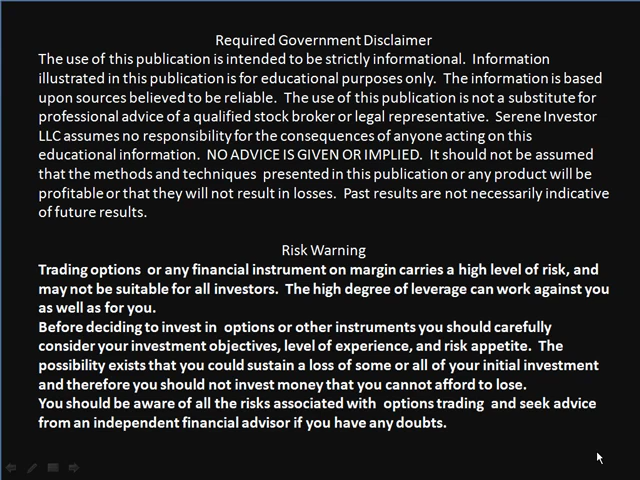 Required Government Disclaimer
The use of this publication is intended to be strictly informational.  Information
illustrated in this publication is for educational purposes only.  The information is based
upon sources believed to be reliable.  The use of this publication is not a substitute for
professional advice of a qualified stock broker or legal representative.  Serene Investor
LLC assumes no responsibility for the consequences of anyone acting on this
educational information.  NO ADVICE IS GIVEN OR IMPLIED.  It should not be assumed
that the methods and techniques  presented in this publication or any product will be
profitable or that they will not result in losses.  Past results are not necessarily indicative
of future results.
Risk Warning
Trading options  or any financial instrument on margin carries a high level of risk, and
may not be suitable for all investors.  The high degree of leverage can work against you
as well as for you.
Before deciding to invest in  options or other instruments you should carefully
consider your investment objectives, level of experience, and risk appetite.  The
possibility exists that you could sustain a loss of some or all of your initial investment
and therefore you should not invest money that you cannot afford to lose.
You should be aware of all the risks associated with  options trading  and seek advice
from an independent financial advisor if you have any doubts.